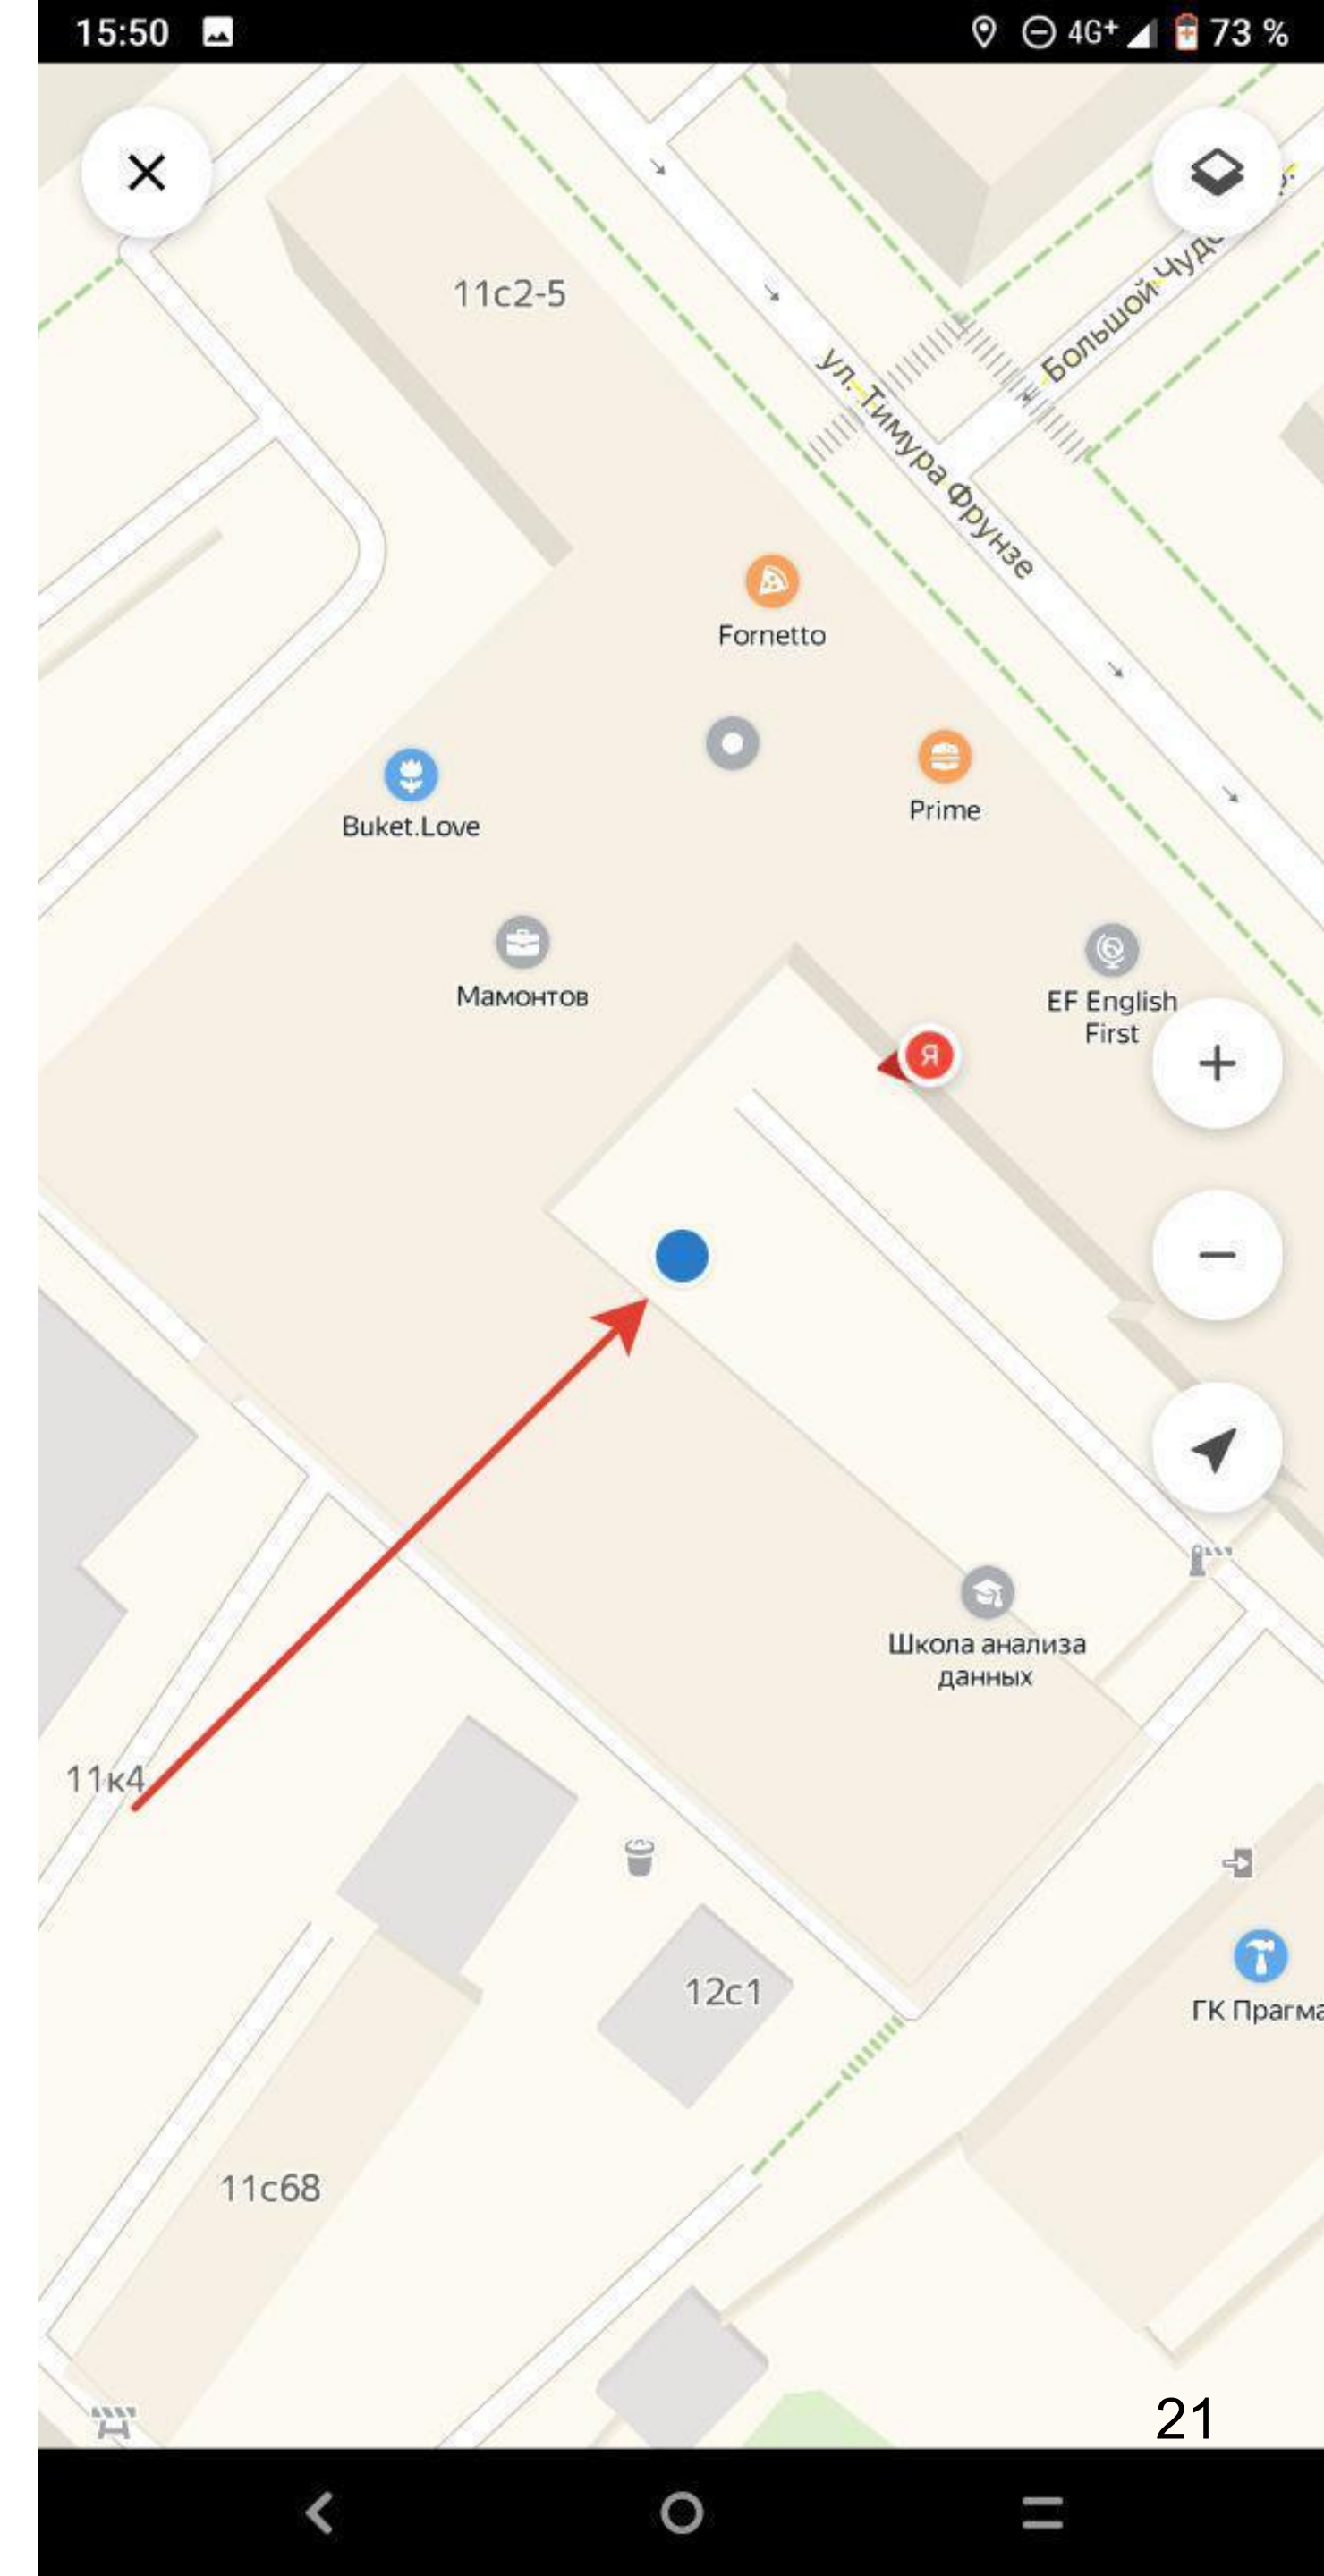 15:50
4G+
73 %
11с2-5
ул. Тимура Фрунзе
Большой
Fornetto
Buket.Love
Prime
Мамонтов
EF English
First
Я
Школа анализа
данных
11к4
12с1
ГК Прагма
11с68
21